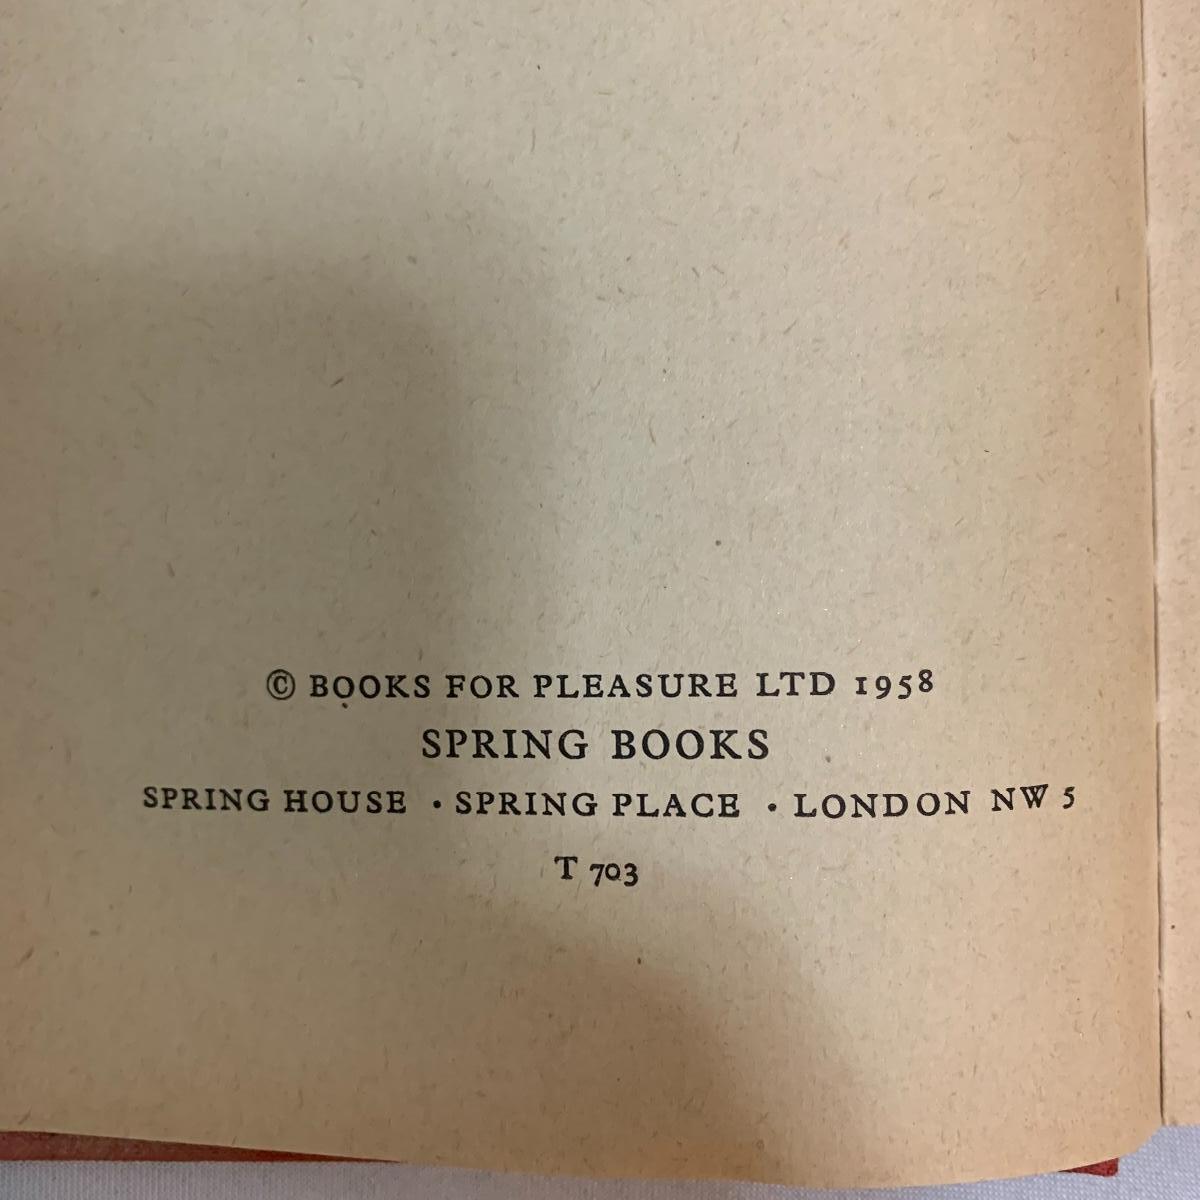 © BOOKS FOR PLEASURE LTD 1958
SPRING BOOKS
SPRING HOUSE · SPRING PLACE · LONDON NW 5
T 703